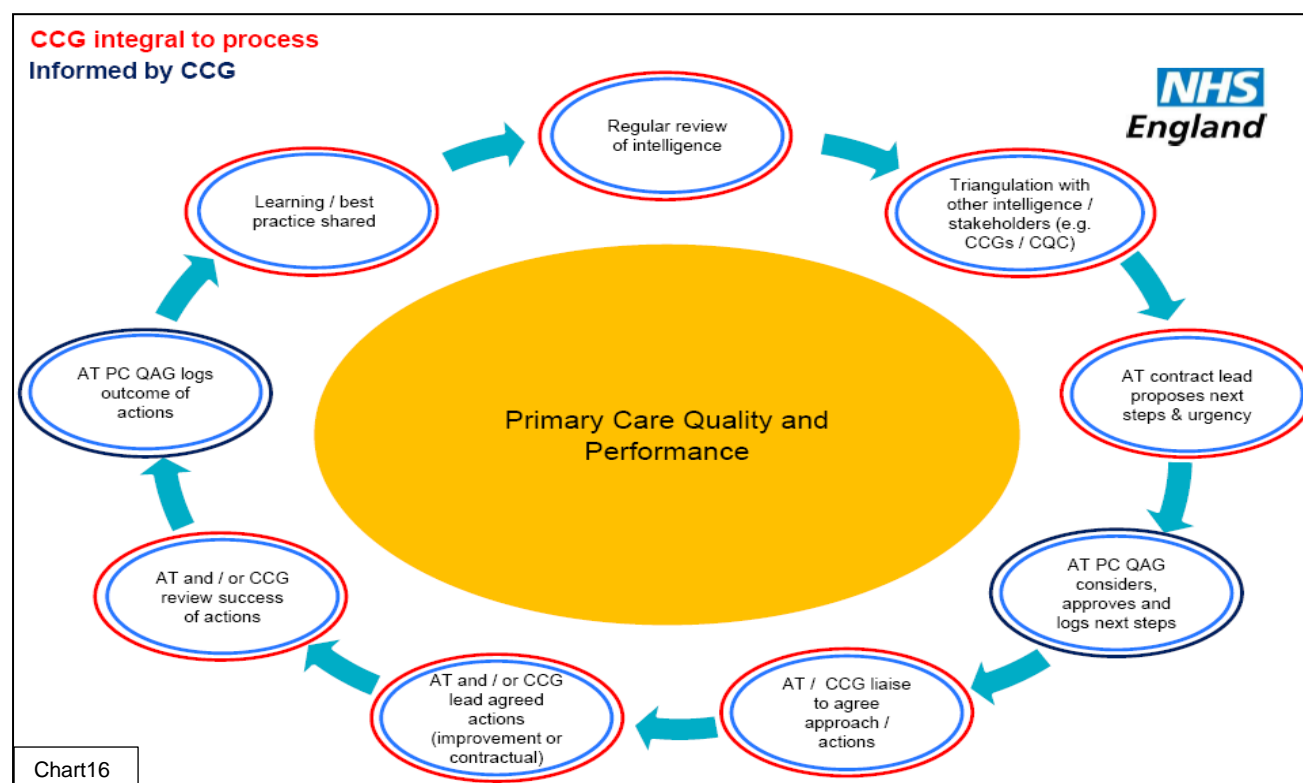 CCG integral to process
Informed by CCG
NHS
England
Regular review
of intelligence
Triangulation with
other intelligence /
stakeholders (e.g.
CCGs / CQC)
AT contract lead
proposes next
steps & urgency
AT PC QAG
considers,
approves and
logs next steps
AT / CCG liaise
to agree
approach /
actions
AT and / or CCG
lead agreed
actions
(improvement or
contractual)
AT and / or CCG
review success
of actions
AT PC QAG logs
outcome of
actions
Learning / best
practice shared
Primary Care Quality and
Performance
Chart16